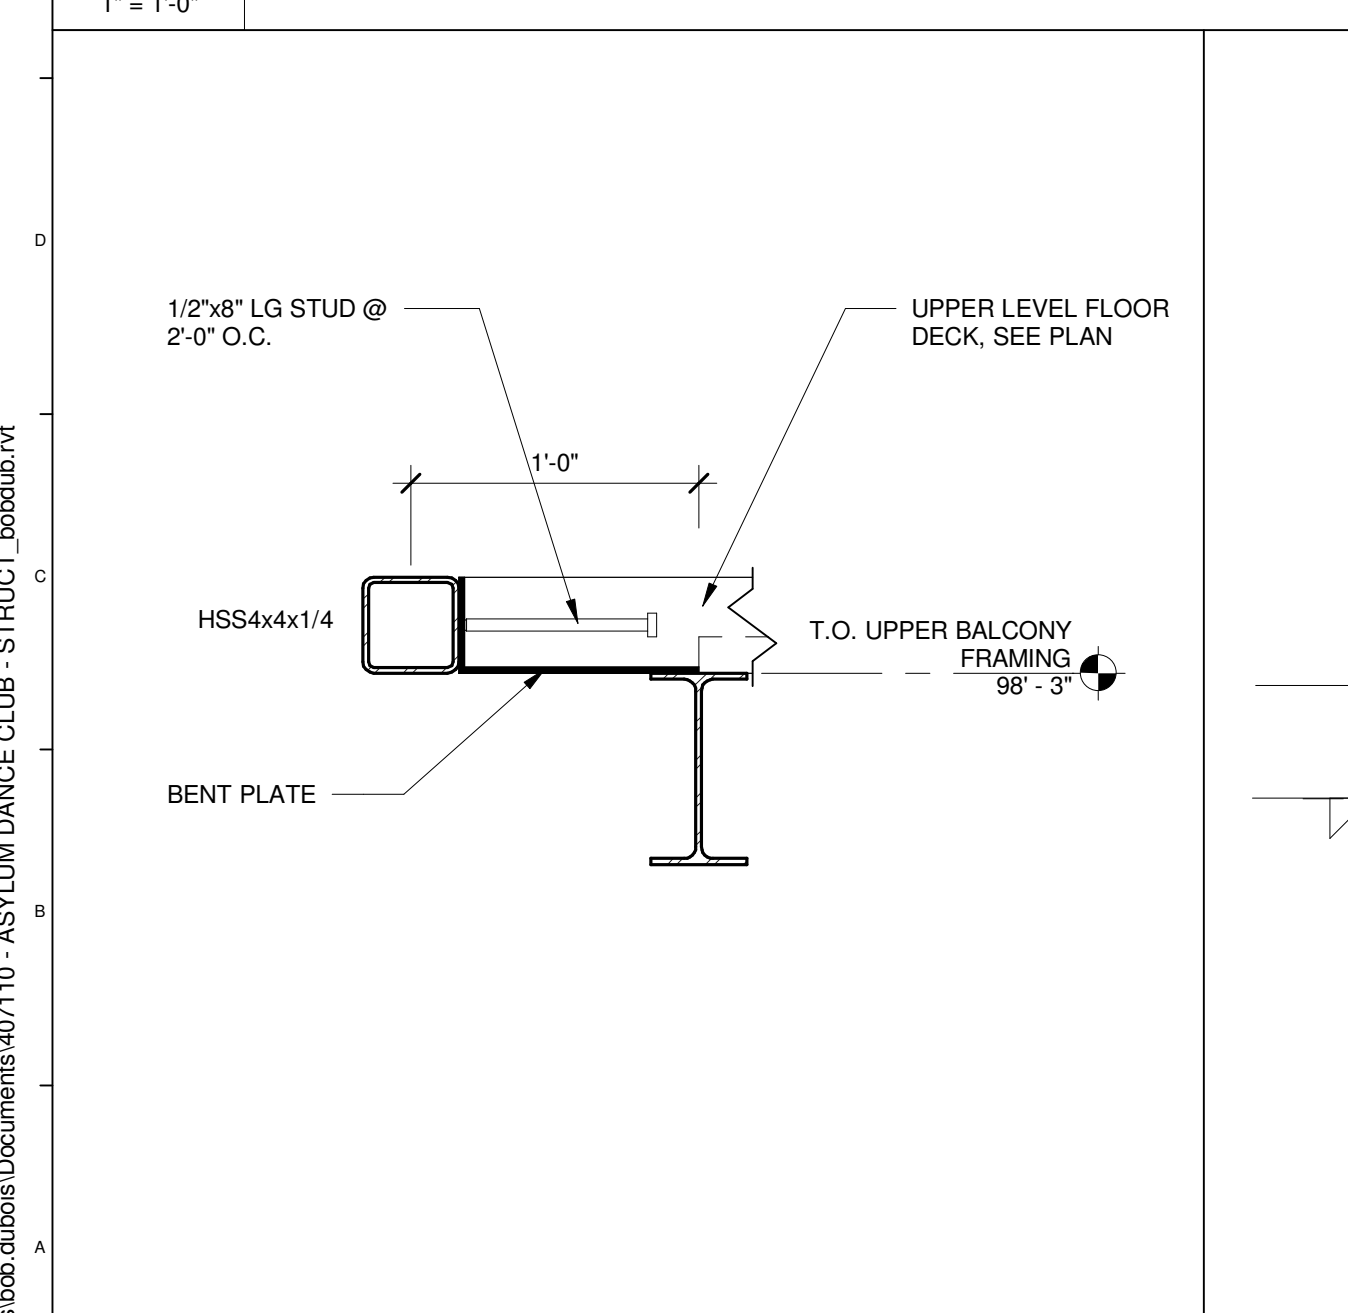 1" = 1'-0"
D
1/2"x8" LG STUD @
2'-0" O.C.
UPPER LEVEL FLOOR
DECK, SEE PLAN
1'-0"
C
HSS4x4x1/4
T.O. UPPER BALCONY
FRAMING
98' - 3"
BENT PLATE
B
A
s\bob.dubois\Documents\407110 - ASYLUM DANCE CLUB - STRUCT_bobdub.rvt